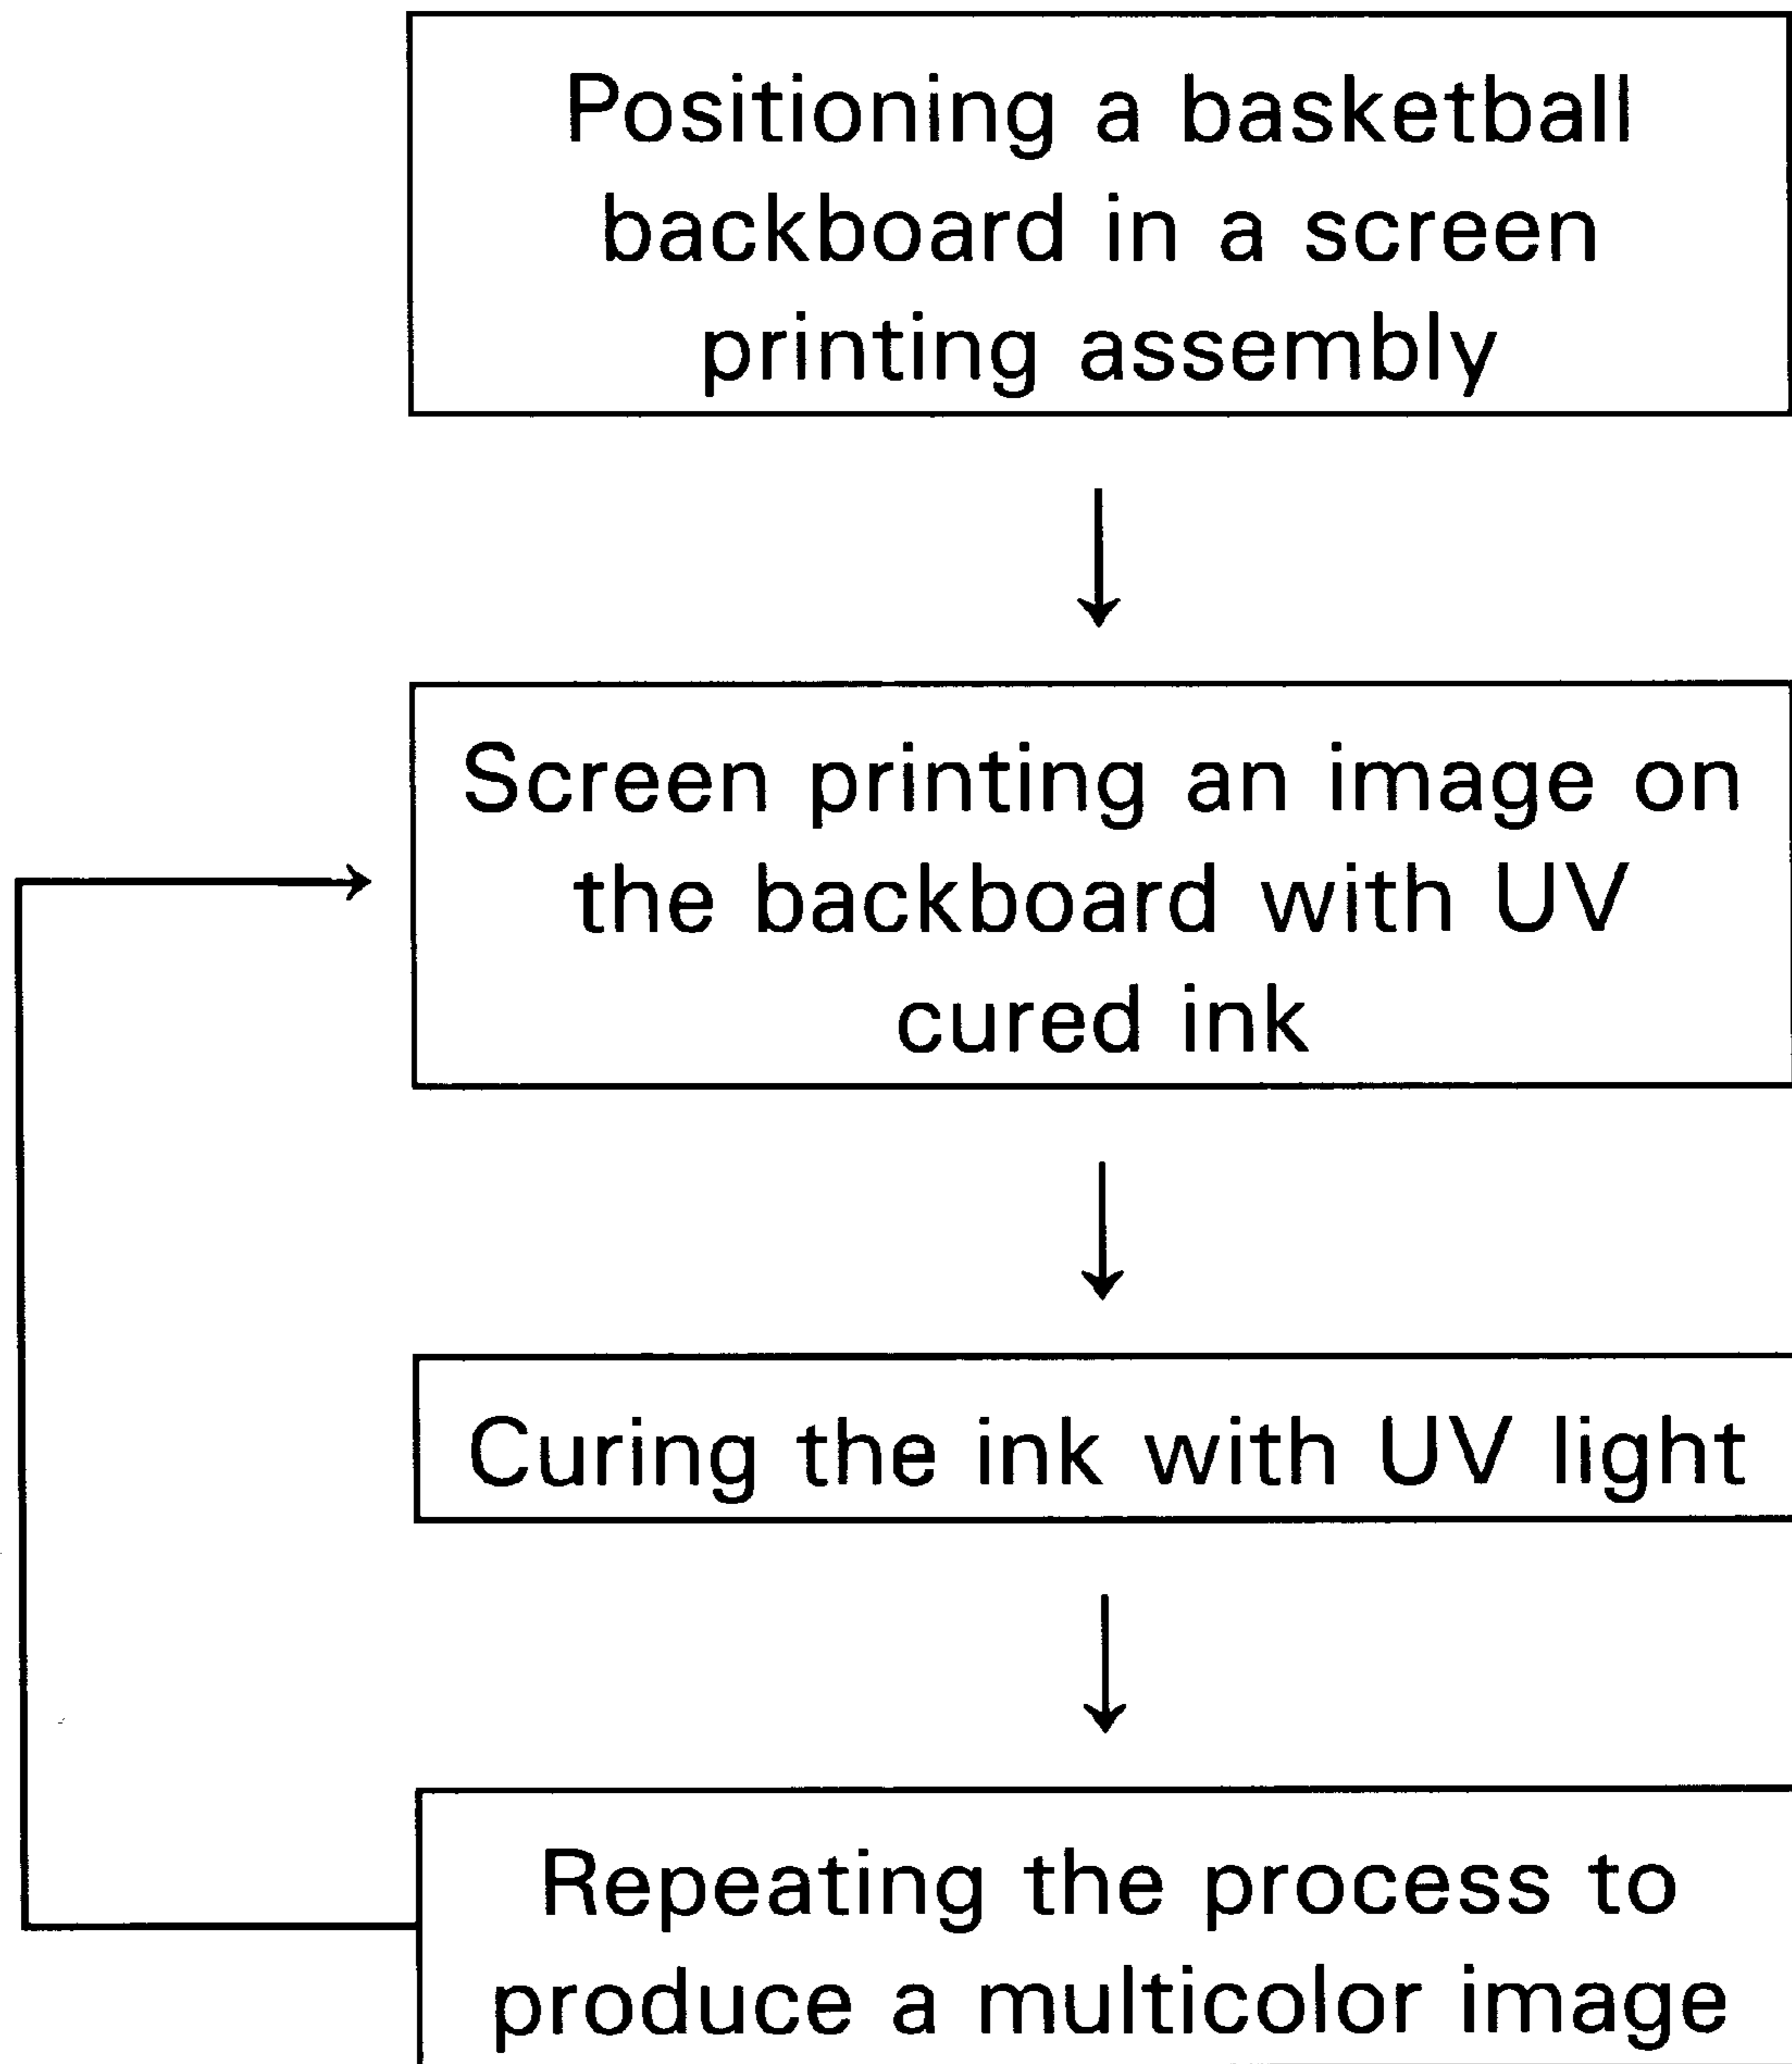 Positioning a basketball
backboard in a screen
printing assembly
Screen printing an image on
the backboard with UV
cured ink
Curing the ink with UV light
Repeating the process to
produce a multicolor image